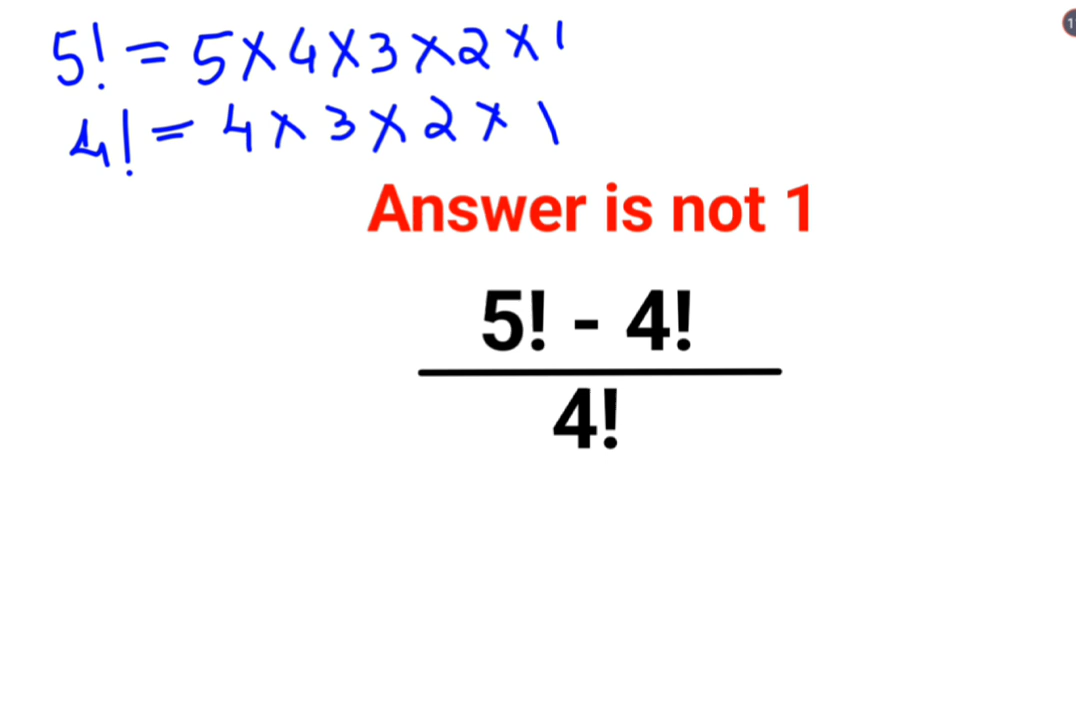 5! = 5 × 4 × 3 × 2 × 1
4! = 4 × 3 × 2 × 1
Answer is not 1
5! - 4!
4!